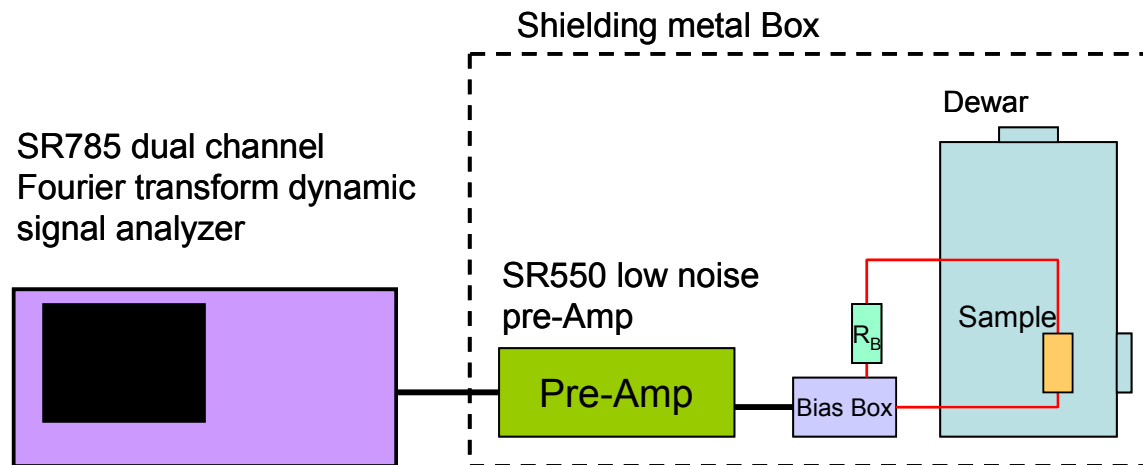 Shielding metal Box
Dewar
SR785 dual channel
Fourier transform dynamic
signal analyzer
SR550 low noise
pre-Amp
Pre-Amp
R_B
Sample
Bias Box